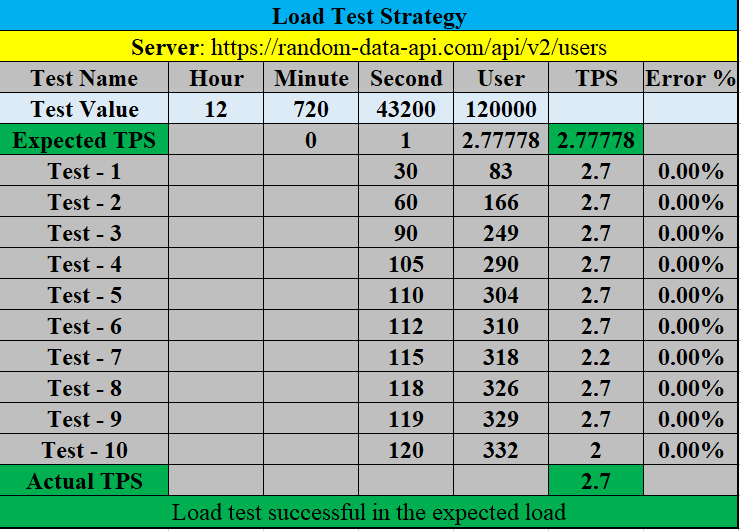 Load Test Strategy
Server: https://random-data-api.com/api/v2/users
Test Name Hour Minute Second User TPS Error %
Test Value 12 720 43200 120000
Expected TPS 0 1 2.77778 2.77778
Test - 1 30 83 2.7 0.00%
Test - 2 60 166 2.7 0.00%
Test - 3 90 249 2.7 0.00%
Test - 4 105 290 2.7 0.00%
Test - 5 110 304 2.7 0.00%
Test - 6 112 310 2.7 0.00%
Test - 7 115 318 2.2 0.00%
Test - 8 118 326 2.7 0.00%
Test - 9 119 329 2.7 0.00%
Test - 10 120 332 2 0.00%
Actual TPS 2.7
Load test successful in the expected load